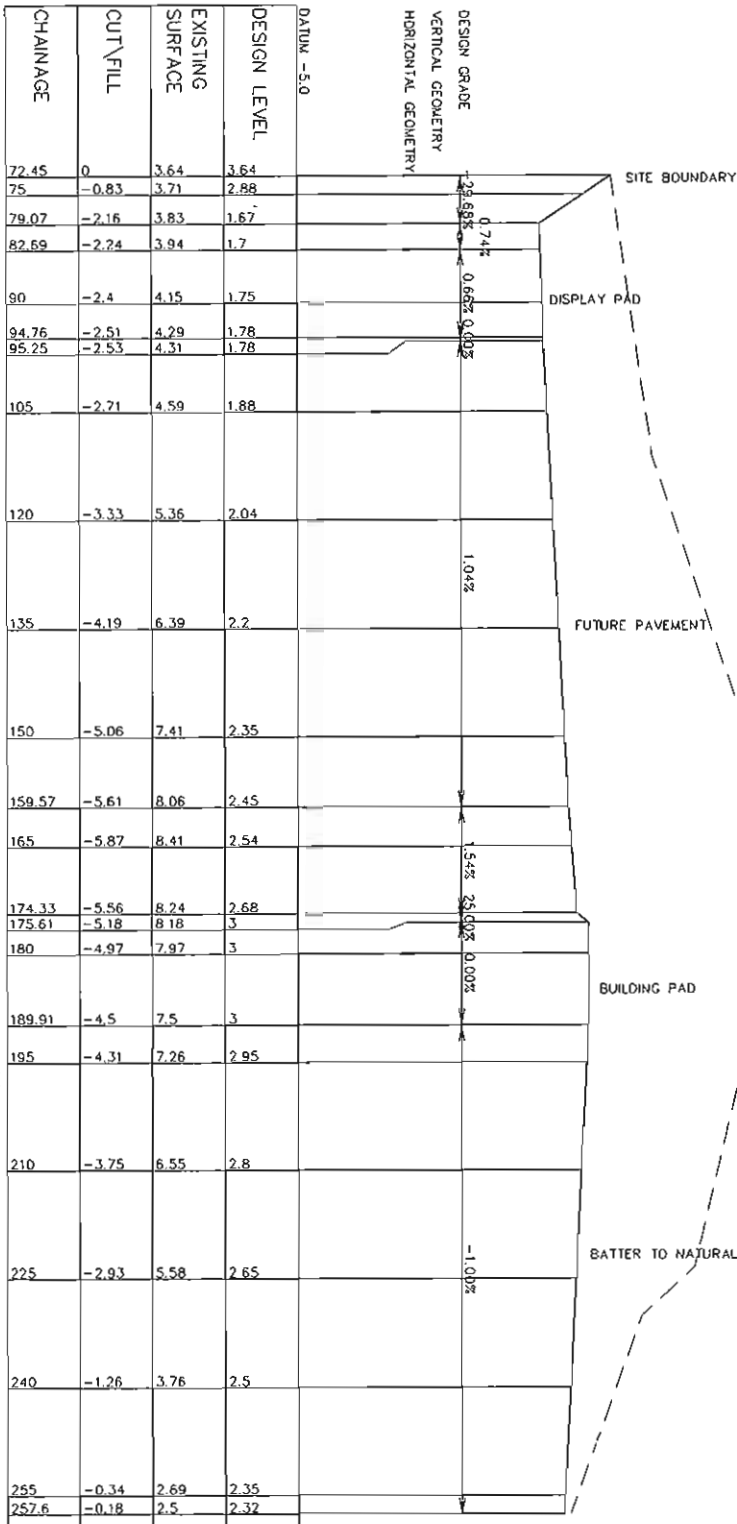 DESIGN GRADE
VERTICAL GEOMETRY
HORIZONTAL GEOMETRY
DATUM -5.0
DESIGN LEVEL
EXISTING
SURFACE
CUT\FILL
CHAINAGE
72.45 0 3.64 3.64
75 -0.83 3.71 2.88
79.07 -2.16 3.83 1.67
82.69 -2.24 3.94 1.7
90 -2.4 4.15 1.75
94.76 -2.51 4.29 1.78
95.25 -2.53 4.31 1.78
105 -2.71 4.59 1.88
120 -3.33 5.36 2.04
135 -4.19 6.39 2.2
150 -5.06 7.41 2.35
159.57 -5.61 8.06 2.45
165 -5.87 8.41 2.54
174.33 -5.56 8.24 2.68
175.61 -5.18 8.18 3
180 -4.97 7.97 3
189.91 -4.5 7.5 3
195 -4.31 7.26 2.95
210 -3.75 6.55 2.8
225 -2.93 5.58 2.65
240 -1.26 3.76 2.5
255 -0.34 2.69 2.35
257.6 -0.18 2.5 2.32
-29.68%
0.74%
0.66%
0.00%
1.04%
1.54%
25.00%
0.00%
-1.00%
SITE BOUNDARY
DISPLAY PAD
FUTURE PAVEMENT
BUILDING PAD
BATTER TO NATURAL